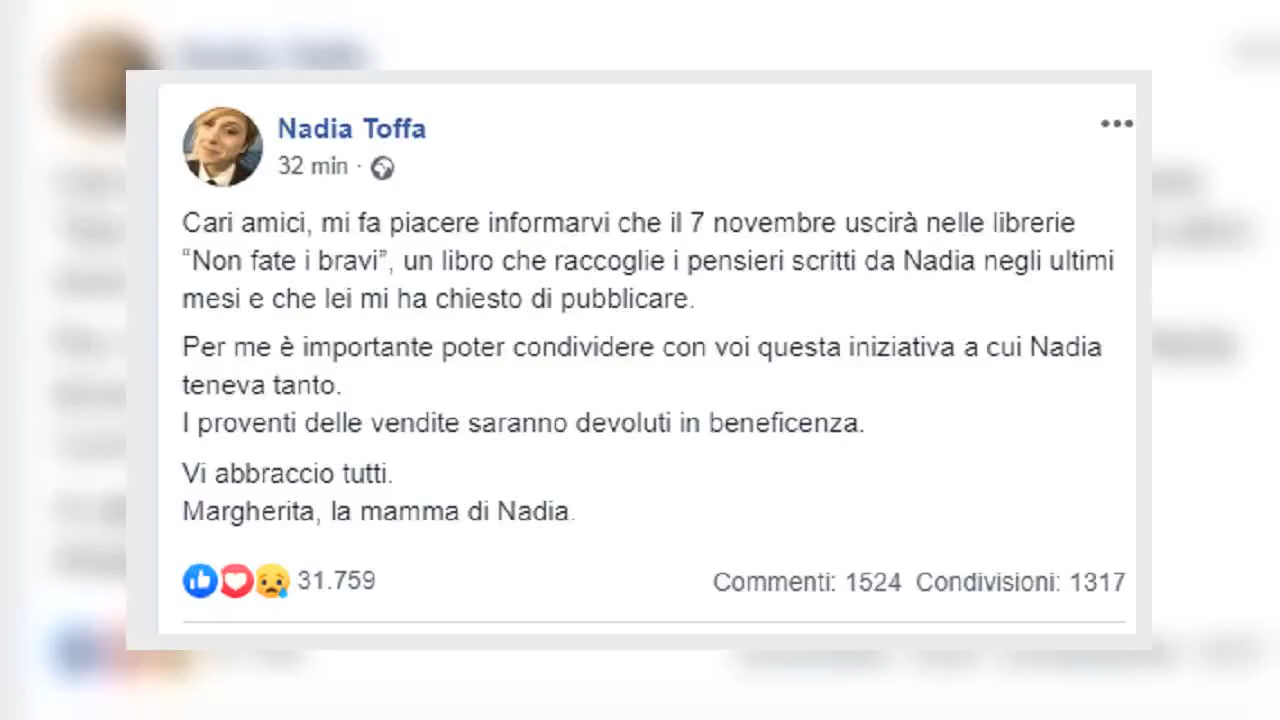 Nadia Toffa
32 min ·
Cari amici, mi fa piacere informarvi che il 7 novembre uscirà nelle librerie
“Non fate i bravi”, un libro che raccoglie i pensieri scritti da Nadia negli ultimi
mesi e che lei mi ha chiesto di pubblicare.
Per me è importante poter condividere con voi questa iniziativa a cui Nadia
teneva tanto.
I proventi delle vendite saranno devoluti in beneficenza.
Vi abbraccio tutti.
Margherita, la mamma di Nadia.
31.759 Commenti: 1524 Condivisioni: 1317